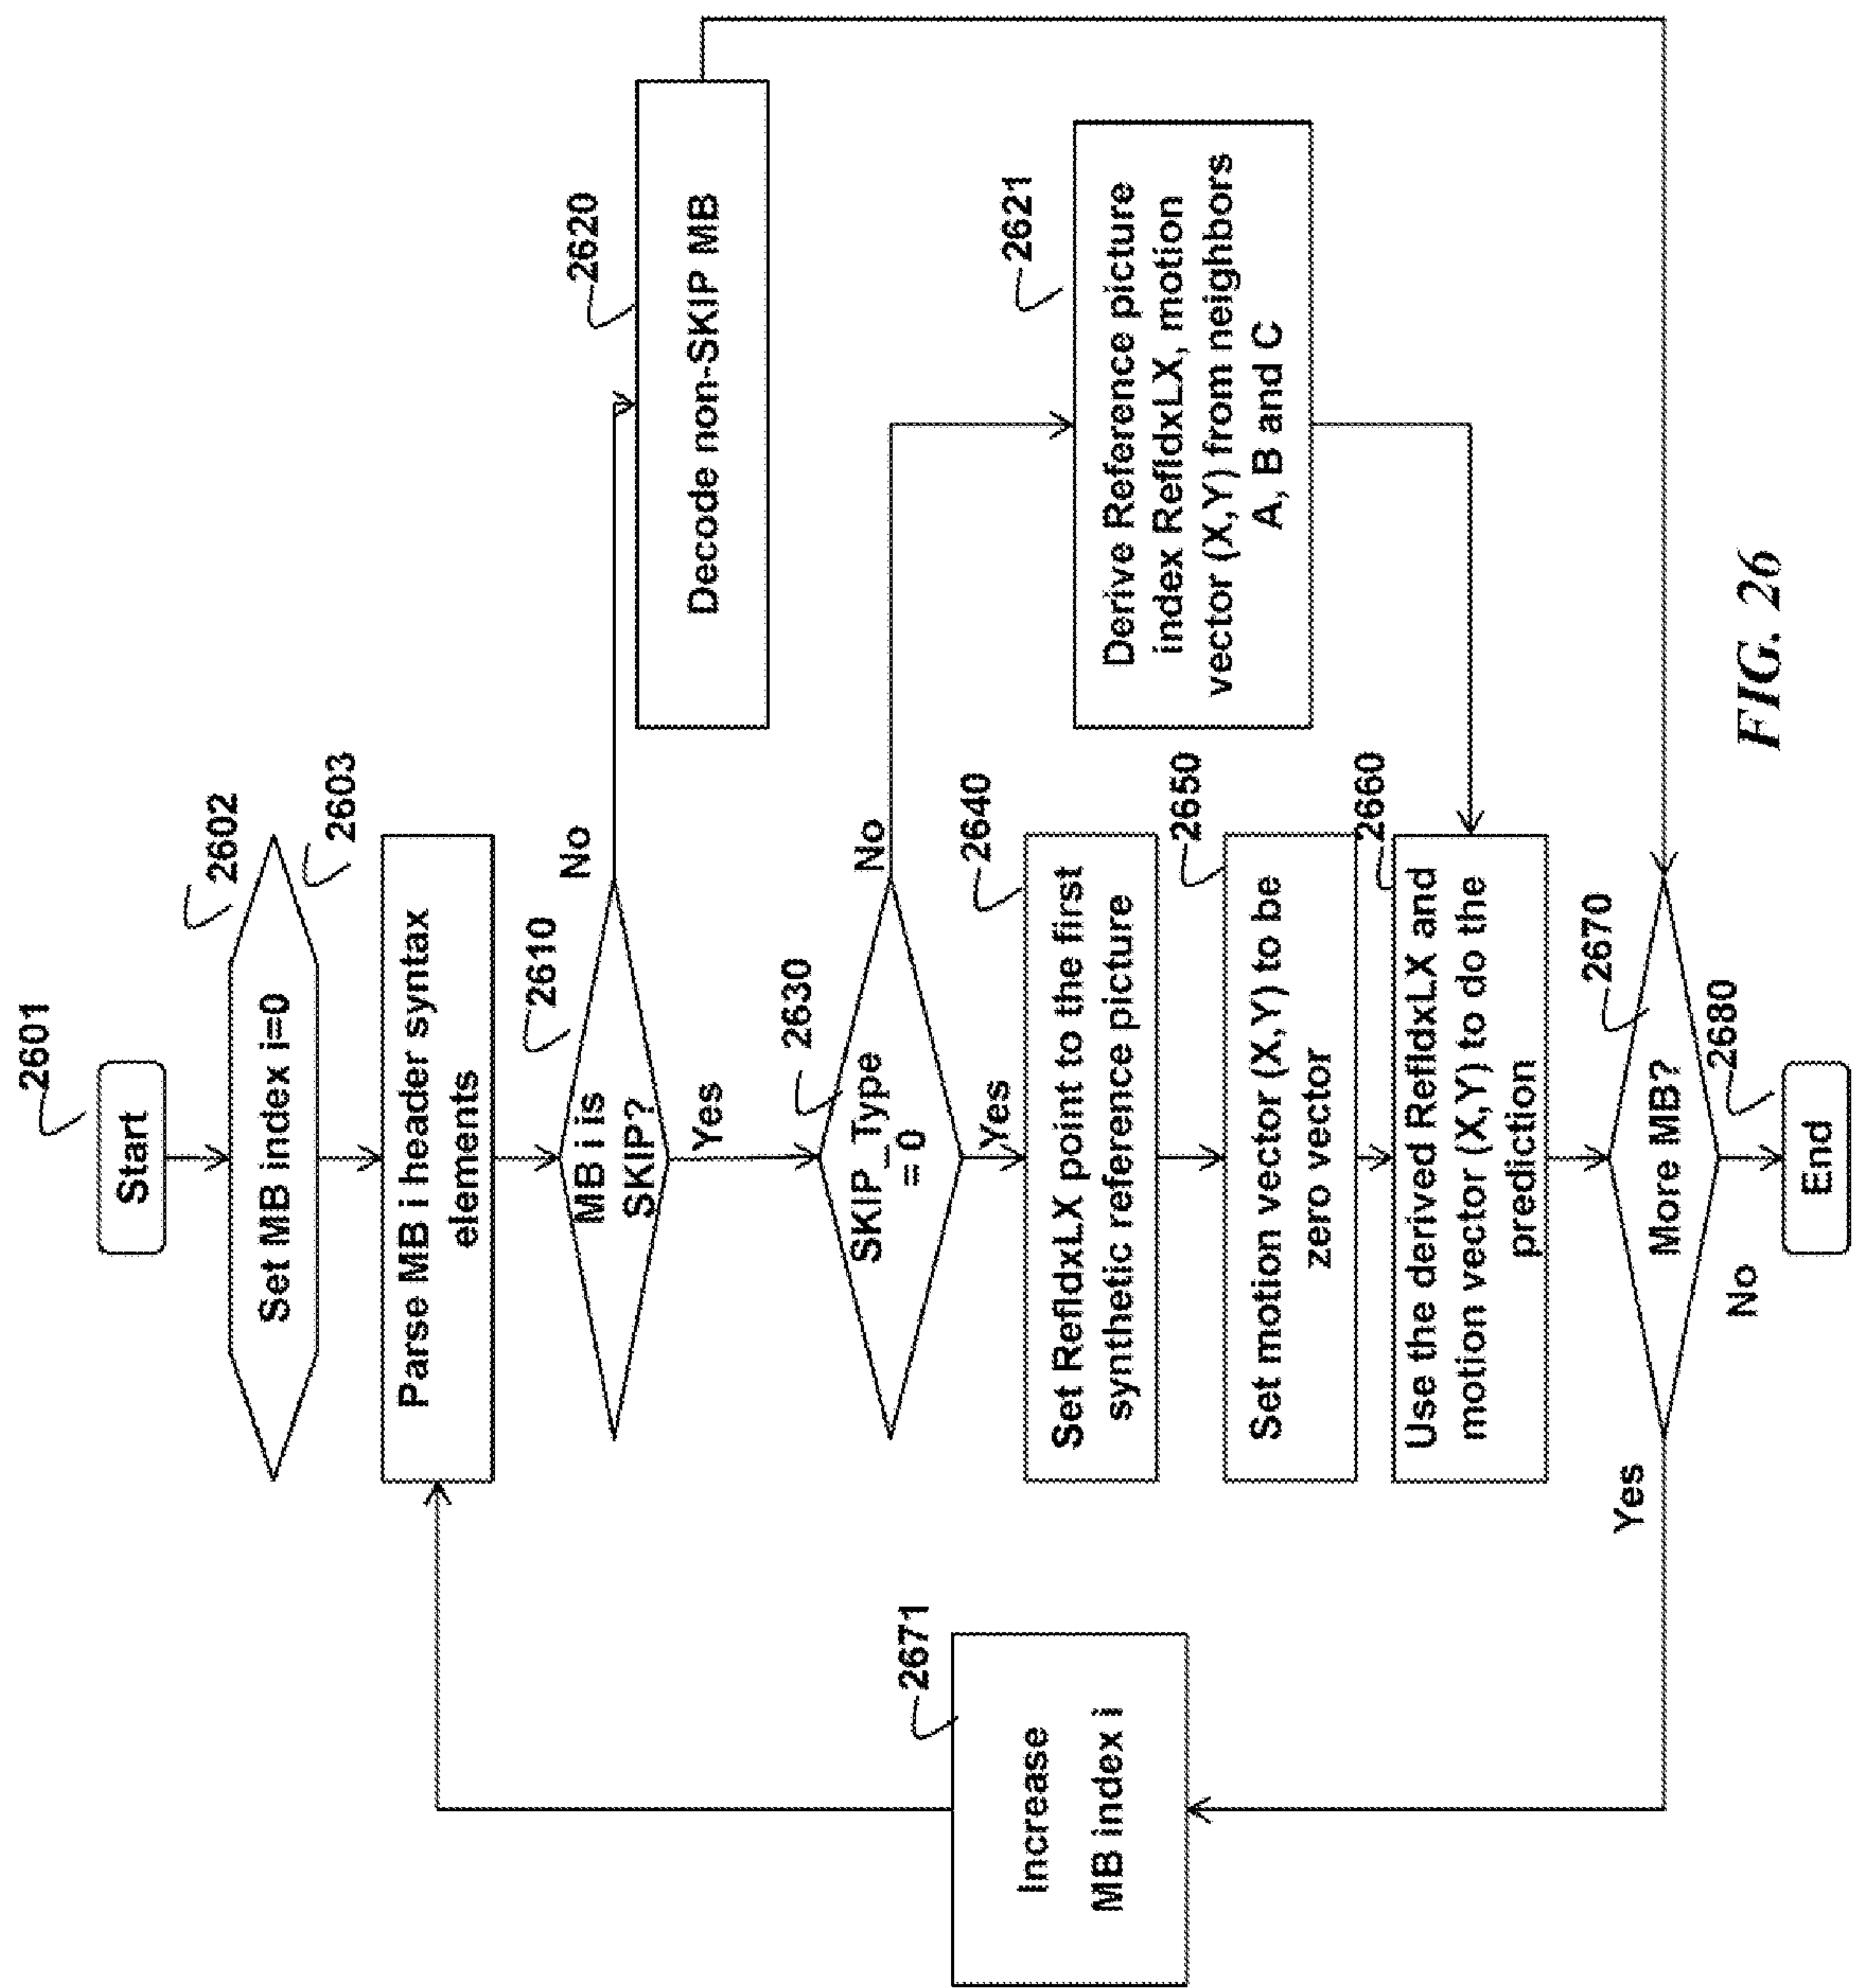 2601
Start
2602
Set MB index i=0
2603
Parse MB i header syntax
elements
2610
MB i is
SKIP?
No
Yes
2620
Decode non-SKIP MB
2630
SKIP_Type
= 0
No
Yes
2621
Derive Reference picture
index RefIdxLX, motion
vector (X,Y) from neighbors
A, B and C
2640
Set RefIdxLX point to the first
synthetic reference picture
2650
Set motion vector (X,Y) to be
zero vector
2660
Use the derived RefIdxLX and
motion vector (X,Y) to do the
prediction
2671
Increase
MB index i
2670
More MB?
Yes
No
2680
End
FIG. 26